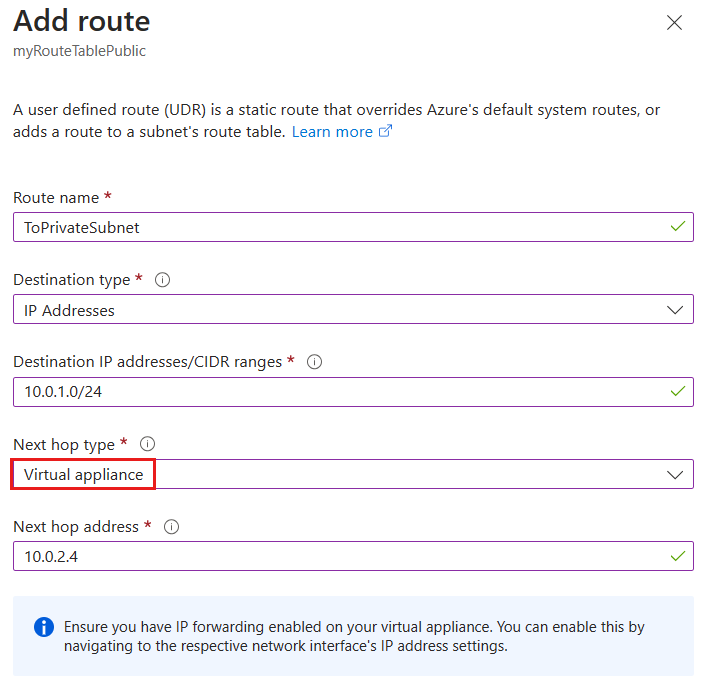 Add route
myRouteTablePublic
A user defined route (UDR) is a static route that overrides Azure's default system routes, or
adds a route to a subnet's route table. Learn more
Route name *
ToPrivateSubnet
Destination type *
IP Addresses
Destination IP addresses/CIDR ranges *
10.0.1.0/24
Next hop type *
Virtual appliance
Next hop address *
10.0.2.4
Ensure you have IP forwarding enabled on your virtual appliance. You can enable this by
navigating to the respective network interface's IP address settings.